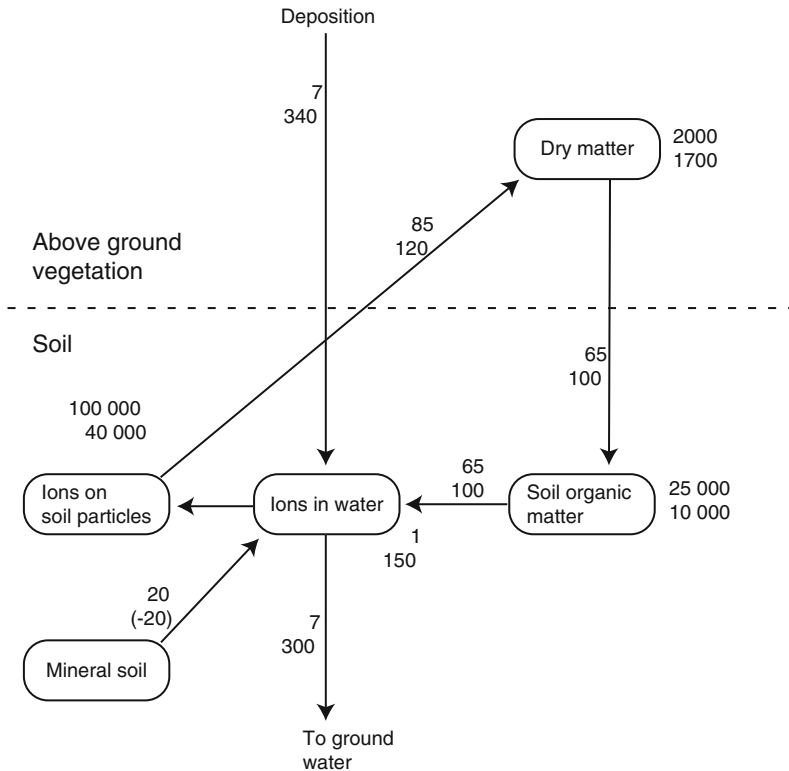 Deposition
7
340
Dry matter
2000
1700
85
120
Above ground
vegetation
Soil
65
100
100 000
40 000
Ions on
soil particles
Ions in water
65
100
Soil organic
matter
25 000
10 000
1
150
20
(-20)
Mineral soil
7
300
To ground
water